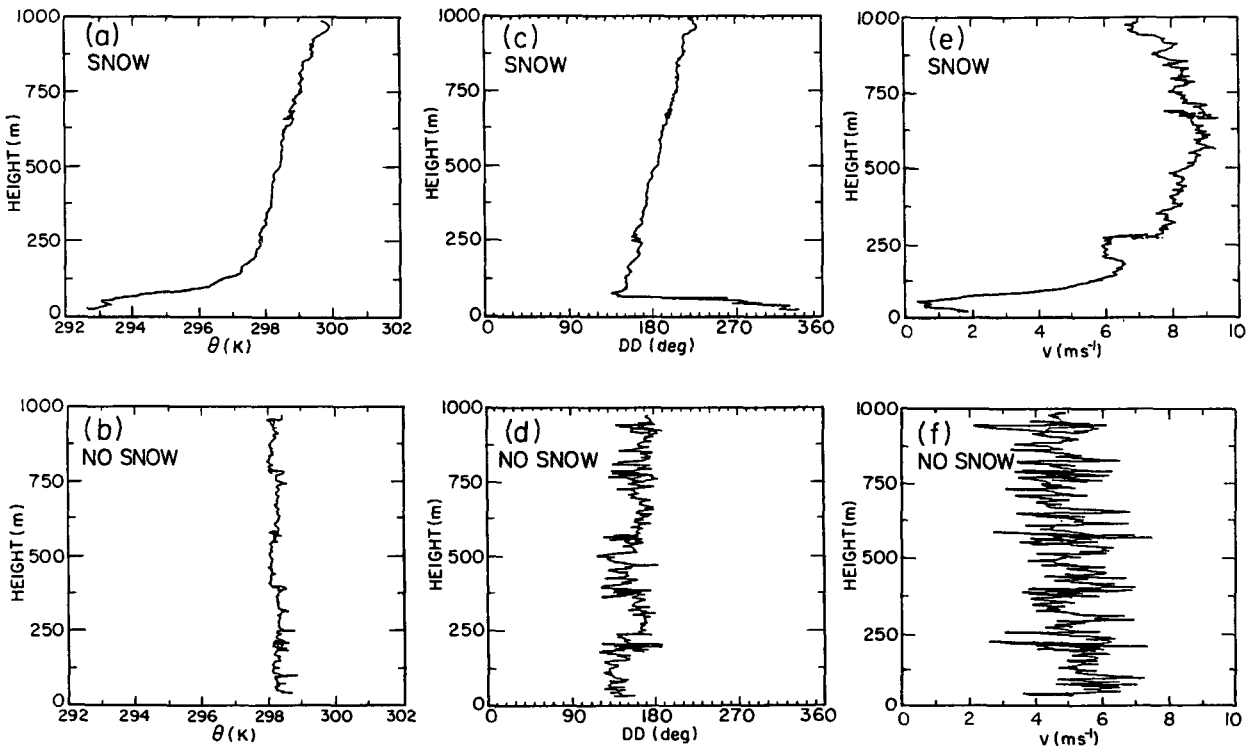 (a)
SNOW
1000
750
500
250
0
HEIGHT (m)
292 294 296 298 300 302
θ (K)
(c)
SNOW
1000
750
500
250
0
HEIGHT (m)
0 90 180 270 360
DD (deg)
(e)
SNOW
1000
750
500
250
0
HEIGHT (m)
0 2 4 6 8 10
V (ms⁻¹)
(b)
NO SNOW
1000
750
500
250
0
HEIGHT (m)
292 294 296 298 300 302
θ (K)
(d)
NO SNOW
1000
750
500
250
0
HEIGHT (m)
0 90 180 270 360
DD (deg)
(f)
NO SNOW
1000
750
500
250
0
HEIGHT (m)
0 2 4 6 8 10
V (ms⁻¹)